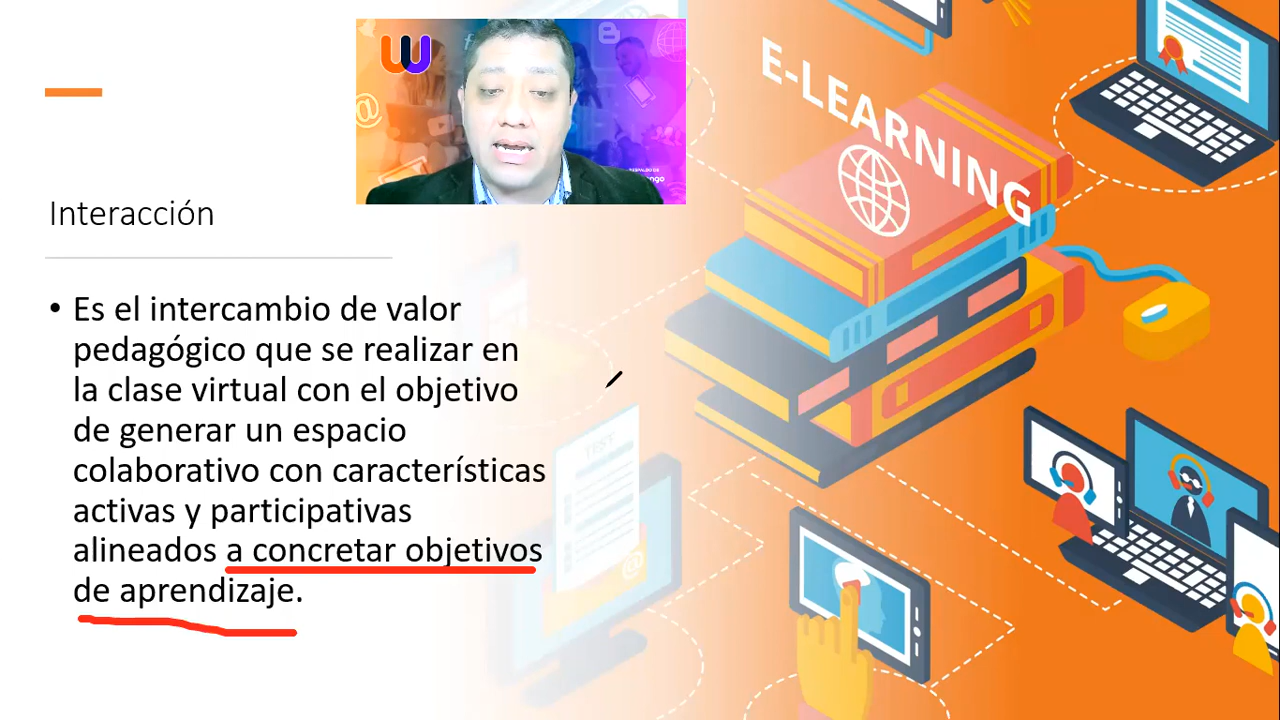 E-LEARNING
Interacción
• Es el intercambio de valor
pedagógico que se realizar en
la clase virtual con el objetivo
de generar un espacio
colaborativo con características
activas y participativas
alineados a concretar objetivos
de aprendizaje.
TEST